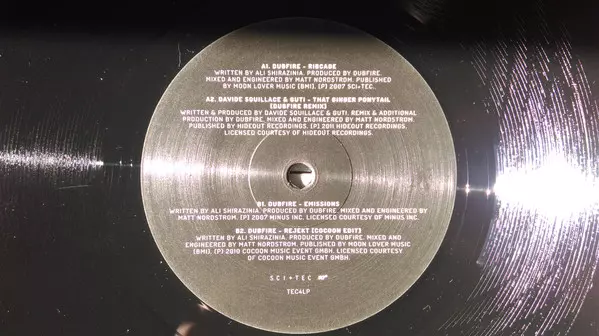 A1. DUBFIRE - RIBCAGE
WRITTEN BY ALI SHIRAZINIA. PRODUCED BY DUBFIRE.
MIXED AND ENGINEERED BY MATT NORDSTROM. PUBLISHED
BY MOON LOVER MUSIC (BMI). (P) 2007 SCI+TEC.
A2. DAVIDE SQUILLACE & GUTI - THAT GINGER PONYTAIL
(DUBFIRE REMIX)
WRITTEN & PRODUCED BY DAVIDE SQUILLACE & GUTI. REMIX & ADDITIONAL
PRODUCTION BY DUBFIRE. MIXED AND ENGINEERED BY MATT NORDSTROM.
PUBLISHED BY HIDEOUT RECORDINGS. (P) 2011 HIDEOUT RECORDINGS.
LICENSED COURTESY OF HIDEOUT RECORDINGS.
B1. DUBFIRE - EMISSIONS
WRITTEN BY ALI SHIRAZINIA. PRODUCED BY DUBFIRE. MIXED AND ENGINEERED BY
MATT NORDSTROM. (P) 2007 MINUS INC. LICENSED COURTESY OF MINUS INC.
B2. DUBFIRE - REJEKT (COCOON EDIT)
WRITTEN BY ALI SHIRAZINIA. PRODUCED BY DUBFIRE. MIXED AND
ENGINEERED BY MATT NORDSTROM. PUBLISHED BY MOON LOVER MUSIC
(BMI). (P) 2010 COCOON MUSIC EVENT GMBH. LICENSED COURTESY
OF COCOON MUSIC EVENT GMBH.
SCI+TEC
TEC4LP